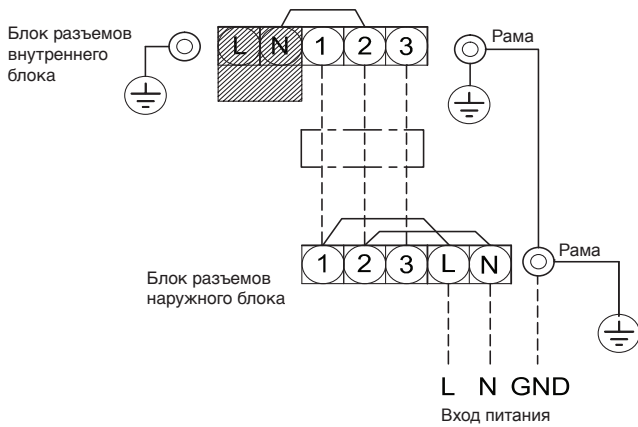 Блок разъемов
внутреннего
блока
L N 1 2 3
Рама
1 2 3 L N
Рама
Блок разъемов
наружного блока
L N GND
Вход питания